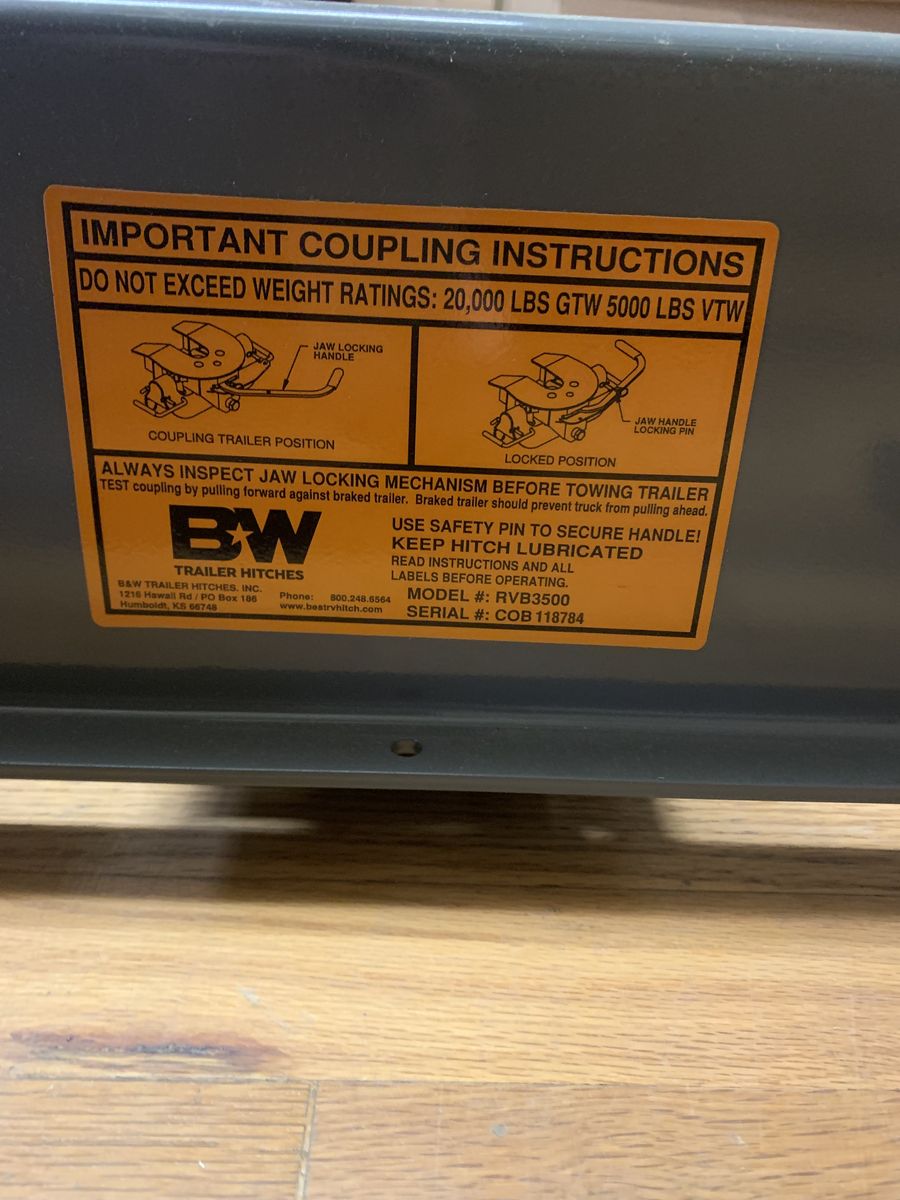 IMPORTANT COUPLING INSTRUCTIONS
DO NOT EXCEED WEIGHT RATINGS: 20,000 LBS GTW 5000 LBS VTW
JAW LOCKING
HANDLE
COUPLING TRAILER POSITION
JAW HANDLE
LOCKING PIN
LOCKED POSITION
ALWAYS INSPECT JAW LOCKING MECHANISM BEFORE TOWING TRAILER
TEST coupling by pulling forward against braked trailer. Braked trailer should prevent truck from pulling ahead.
B&W
TRAILER HITCHES
B&W TRAILER HITCHES. INC.
1216 Hawaii Rd / PO Box 186
Humboldt, KS 66748
Phone: 800.248.6564
www.bestrvhitch.com
USE SAFETY PIN TO SECURE HANDLE!
KEEP HITCH LUBRICATED
READ INSTRUCTIONS AND ALL
LABELS BEFORE OPERATING.
MODEL #: RVB3500
SERIAL #: COB 118784